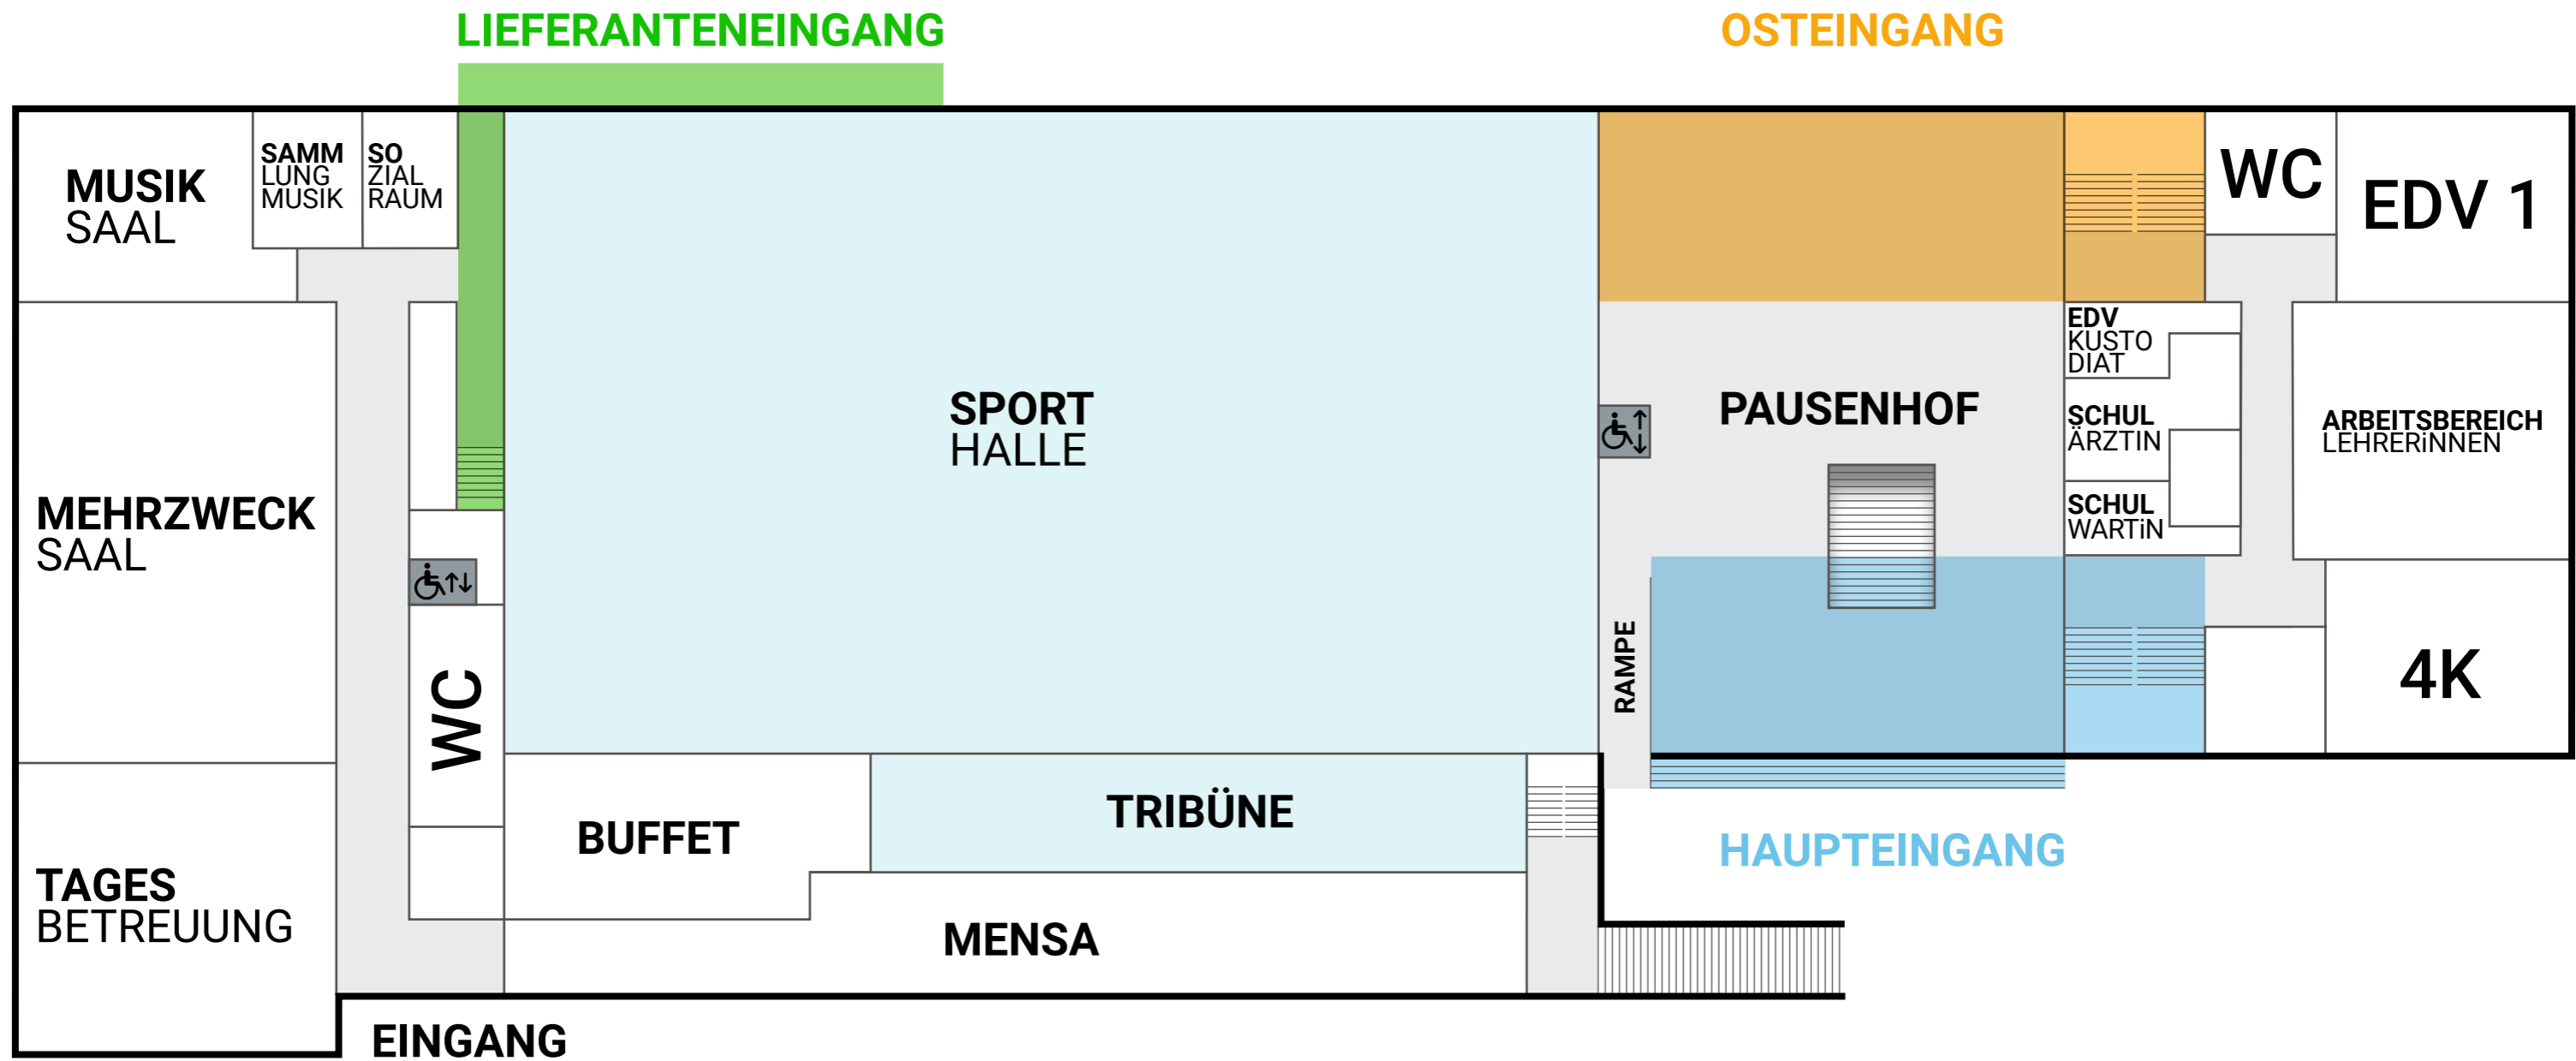 LIEFERANTENEINGANG
OSTEINGANG
MUSIK
SAAL
SAMM
LUNG
MUSIK
SO
ZIAL
RAUM
WC
EDV 1
SPORT
HALLE
PAUSENHOF
EDV
KUSTO
DIAT
SCHUL
ÄRZTIN
SCHUL
WARTiN
ARBEITSBEREICH
LEHRERiNNEN
MEHRZWECK
SAAL
WC
RAMPE
4K
BUFFET
TRIBÜNE
HAUPTEINGANG
TAGES
BETREUUNG
MENSA
EINGANG